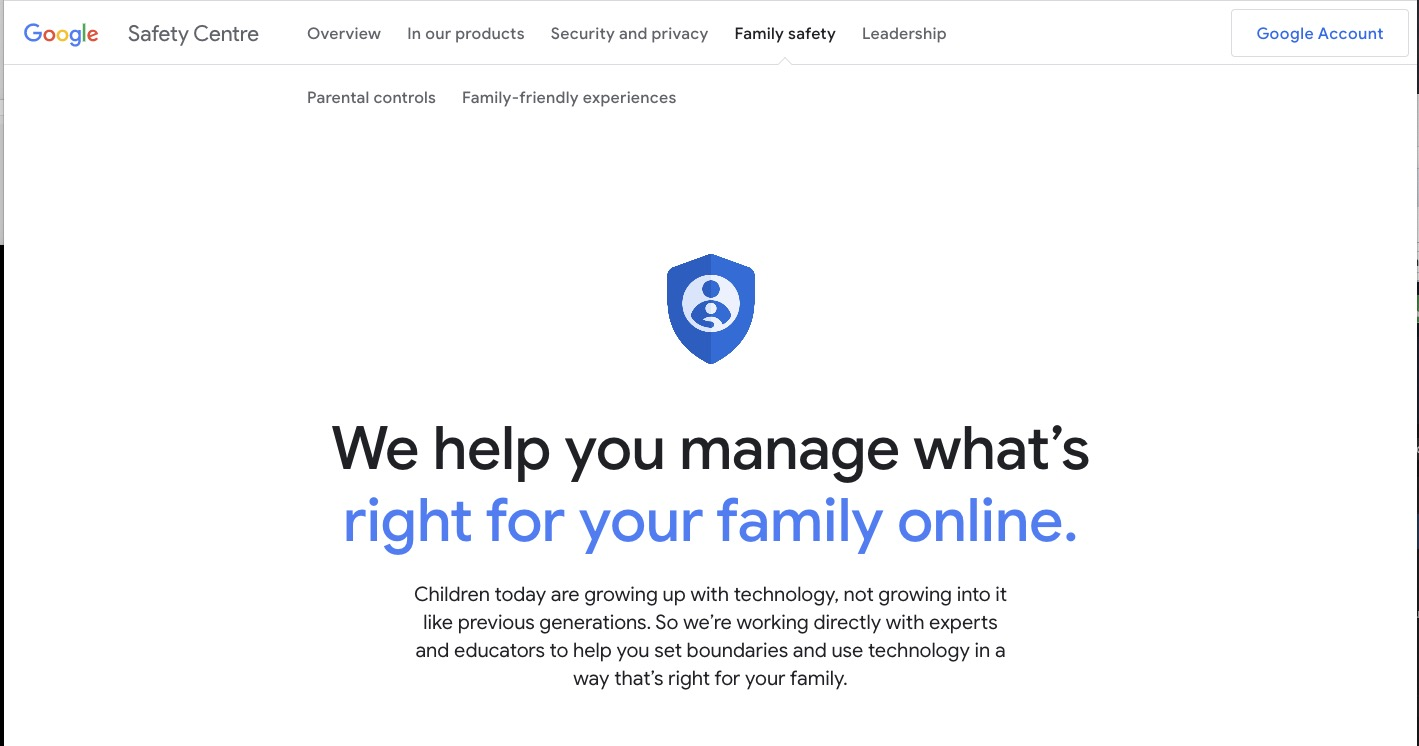 Google Safety Centre Overview In our products Security and privacy Family safety Leadership Google Account
Parental controls Family-friendly experiences
We help you manage what’s
right for your family online.
Children today are growing up with technology, not growing into it
like previous generations. So we’re working directly with experts
and educators to help you set boundaries and use technology in a
way that’s right for your family.